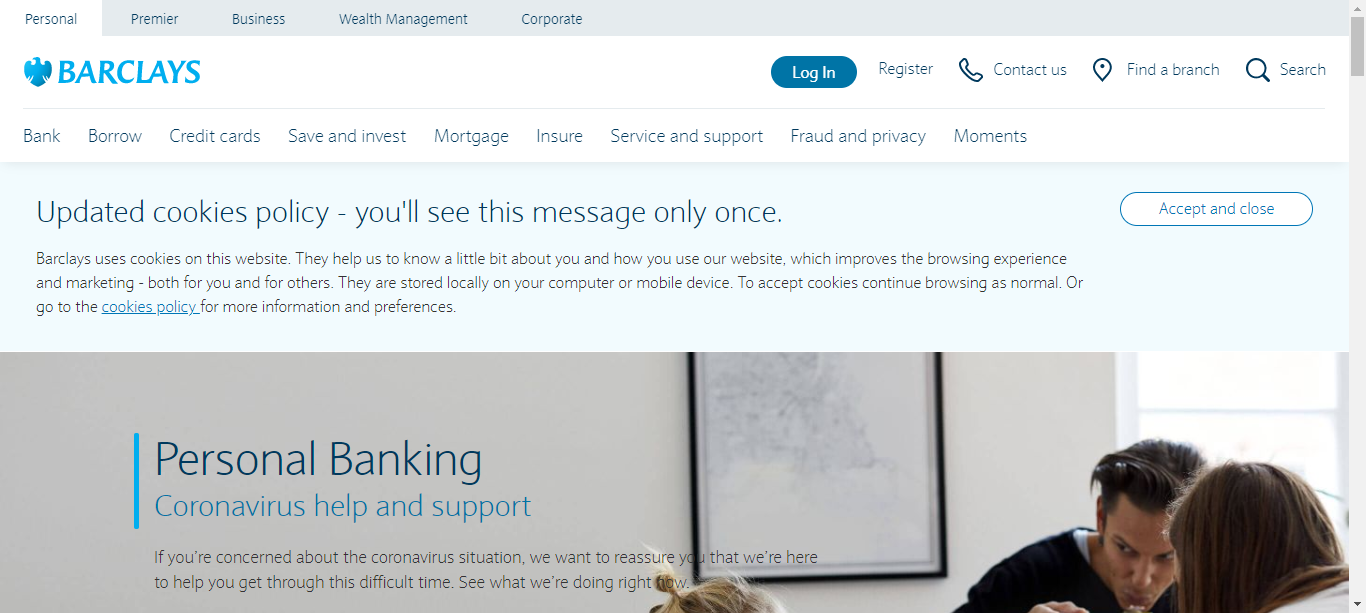 Personal Premier Business Wealth Management Corporate
BARCLAYS
Log In Register Contact us Find a branch Search
Bank Borrow Credit cards Save and invest Mortgage Insure Service and support Fraud and privacy Moments
Updated cookies policy - you'll see this message only once.
Accept and close
Barclays uses cookies on this website. They help us to know a little bit about you and how you use our website, which improves the browsing experience
and marketing - both for you and for others. They are stored locally on your computer or mobile device. To accept cookies continue browsing as normal. Or
go to the cookies policy for more information and preferences.
Personal Banking
Coronavirus help and support
If you're concerned about the coronavirus situation, we want to reassure you that we're here
to help you get through this difficult time. See what we're doing right now.